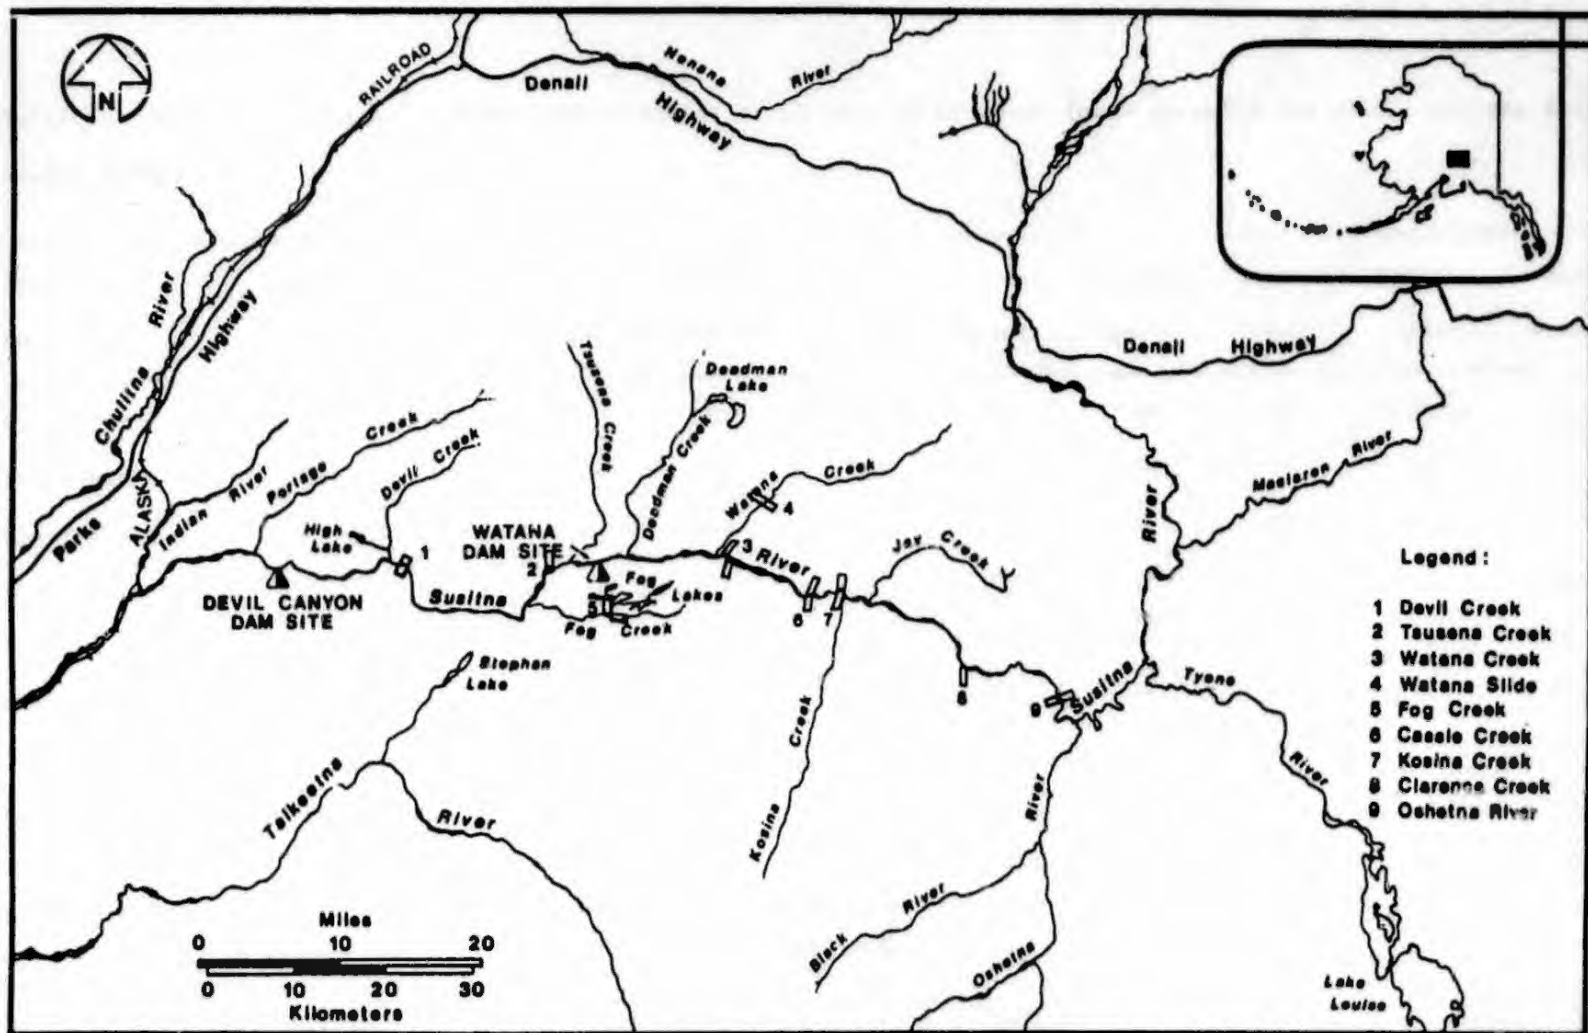 N
RAILROAD
Nenana
River
Denali
Highway
River
Highway
Chulitna
Denali Highway
Tsusena Creek
Deadman
Lake
Deadman Creek
Portage Creek
Devil Creek
Indian River
ALASKA
Parks
High
Lake
1
WATANA
DAM SITE
2
Watana Creek
4
3
River
Jay Creek
River
Maclaren River
DEVIL CANYON
DAM SITE
Susitna
Fog
Lakes
5
Fog Creek
6
7
Stephan
Lake
8
9
Susitna
Tyone
River
Kosina Creek
Talkeetna
River
River
Black River
Oshetna
Lake
Louise
Legend :
1 Devil Creek
2 Tsusena Creek
3 Watana Creek
4 Watana Slide
5 Fog Creek
6 Cassie Creek
7 Kosina Creek
8 Clarence Creek
9 Oshetna River
Miles
0 10 20
0 10 20 30
Kilometers